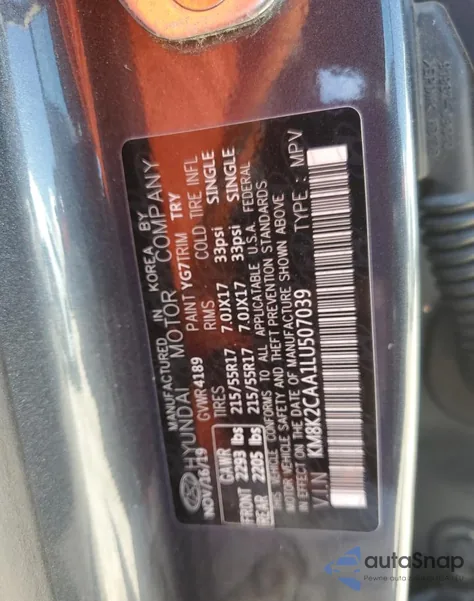 MANUFACTURED IN KOREA BY
HYUNDAI MOTOR COMPANY
NOV/16/19 PAINT YG7 TRIM TRY
GVWR 4189
GAWR TIRES RIMS COLD TIRE INFL
FRONT 2293 lbs 215/55R17 7.0JX17 33psi SINGLE
REAR 2205 lbs 215/55R17 7.0JX17 33psi SINGLE
THIS VEHICLE CONFORMS TO ALL APPLICABLE U.S.A. FEDERAL
MOTOR VEHICLE SAFETY AND THEFT PREVENTION STANDARDS
IN EFFECT ON THE DATE OF MANUFACTURE SHOWN ABOVE
V.I.N KM8K2CAA1LU507039 TYPE : MPV
autaSnap